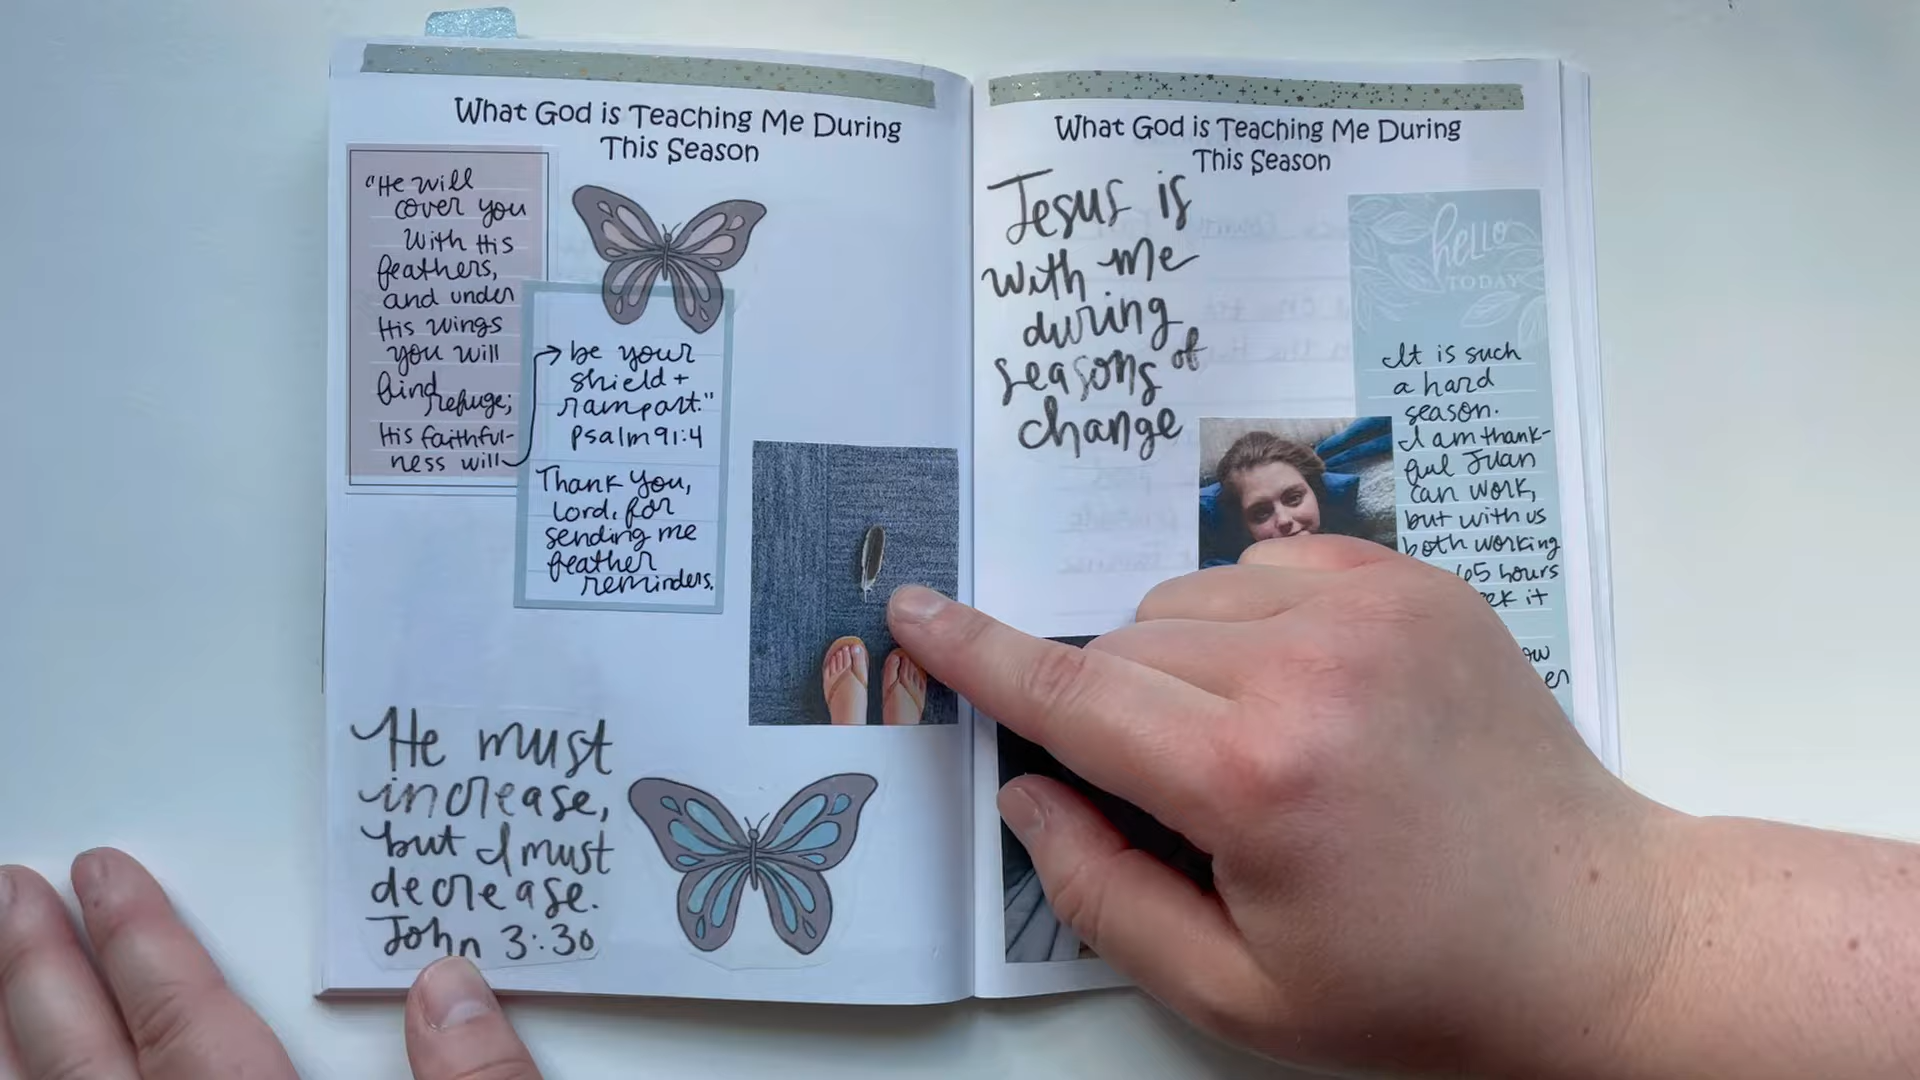 What God is Teaching Me During
This Season
"He will
cover you
with His
feathers,
and under
His wings
you will
find
refuge;
His faithful-
ness will
be your
shield +
rampart."
Psalm 91:4
Thank You,
Lord, for
sending me
feather
reminders.
He must
increase,
but I must
decrease.
John 3:30
What God is Teaching Me During
This Season
Jesus is
with me
during
seasons of
change
hello
TODAY
It is such
a hard
season.
I am thank-
ful Juan
can work,
but with us
both working
65 hours
it